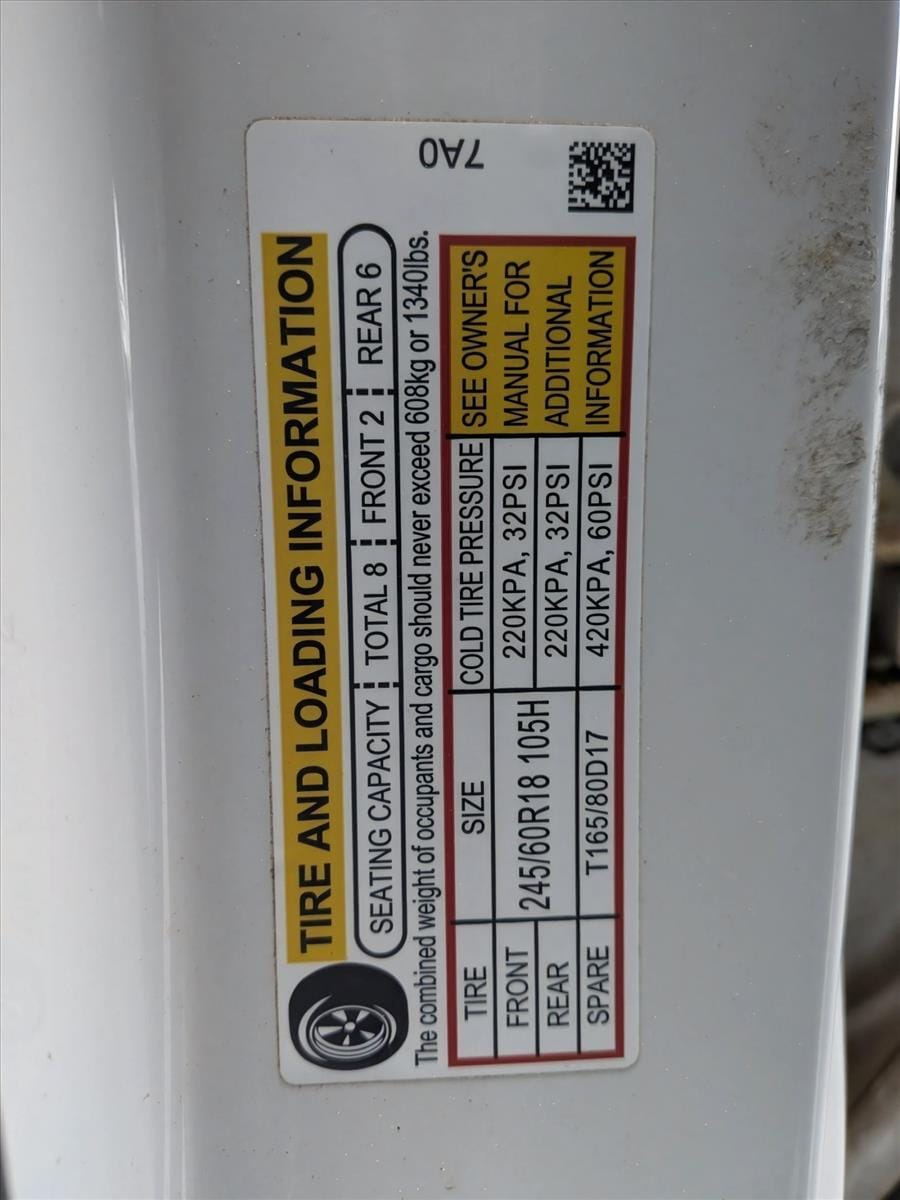 TIRE AND LOADING INFORMATION
SEATING CAPACITY TOTAL 8 FRONT 2 REAR 6
The combined weight of occupants and cargo should never exceed 608kg or 1340lbs.
TIRE SIZE COLD TIRE PRESSURE
FRONT 245/60R18 105H 220KPA, 32PSI
REAR 220KPA, 32PSI
SPARE T165/80D17 420KPA, 60PSI
SEE OWNER'S
MANUAL FOR
ADDITIONAL
INFORMATION
7A0